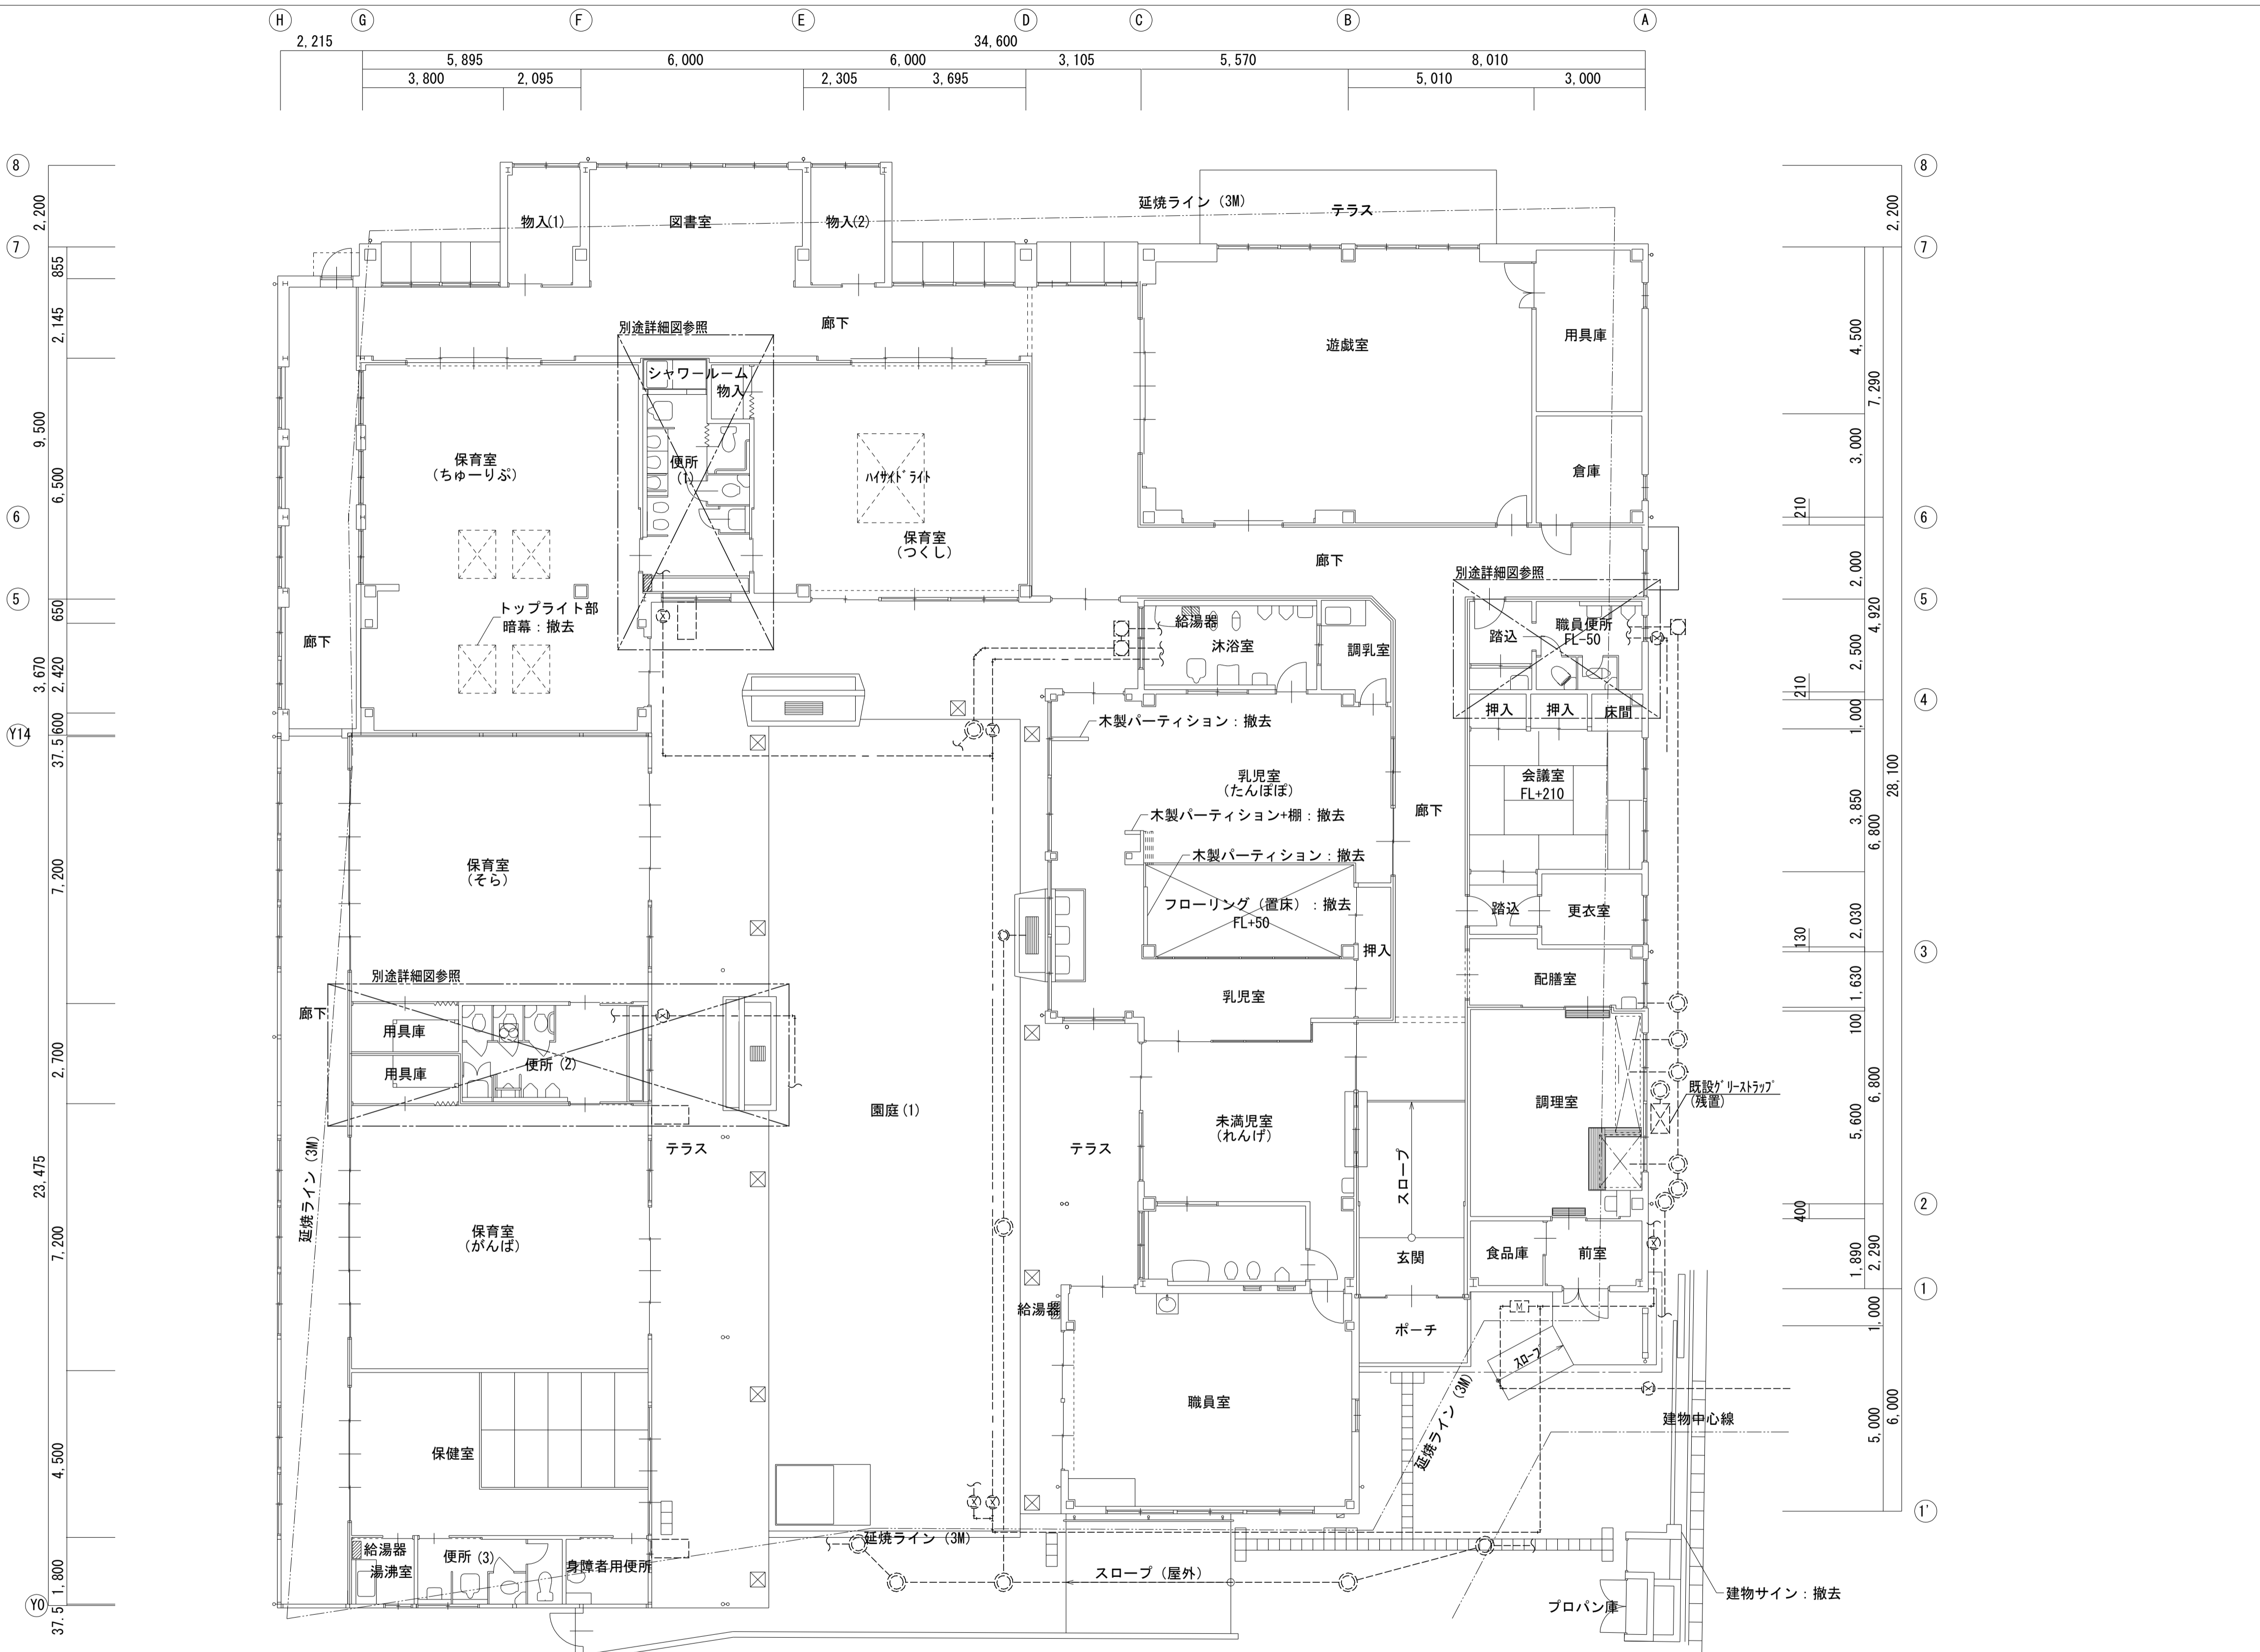 H G F E D C B A
2,215 34,600
5,895 6,000 6,000 3,105 5,570 8,010
3,800 2,095 2,305 3,695 5,010 3,000
8
7
6
5
Y14
Y0
2,200
9,500
3,670
23,475
855
2,145
6,500
650
2,420
600
37.5
7,200
2,700
7,200
4,500
1,800
37.5
8
7
6
5
4
3
2
1
1'
2,200
4,500
3,000
210
2,000
2,500
210
1,000
3,850
2,030
130
1,630
100
5,600
400
1,890
1,000
5,000
7,290
4,920
6,800
6,800
2,290
6,000
28,100
延焼ライン (3M)
テラス
物入(1)
図書室
物入(2)
廊下
別途詳細図参照
シャワールーム
物入
便所
(1)
保育室
(ちゅーりぷ)
ハイサイドライト
保育室
(つくし)
遊戯室
用具庫
倉庫
廊下
トップライト部
暗幕：撤去
廊下
給湯器
沐浴室
調乳室
別途詳細図参照
踏込
職員便所
FL-50
押入
押入
床間
会議室
FL+210
木製パーティション：撤去
乳児室
(たんぽぽ)
木製パーティション+棚：撤去
木製パーティション：撤去
フローリング（置床）：撤去
FL+50
押入
廊下
踏込
更衣室
配膳室
乳児室
保育室
(そら)
別途詳細図参照
廊下
用具庫
用具庫
便所(2)
テラス
園庭(1)
テラス
未満児室
(れんげ)
スロープ
調理室
既設グリーストラップ
(残置)
延焼ライン (3M)
保育室
(がんば)
玄関
食品庫
前室
給湯器
M
ポーチ
スロープ
職員室
延焼ライン (3M)
建物中心線
保健室
給湯器
湯沸室
便所(3)
身障者用便所
延焼ライン (3M)
スロープ（屋外）
プロパン庫
建物サイン：撤去